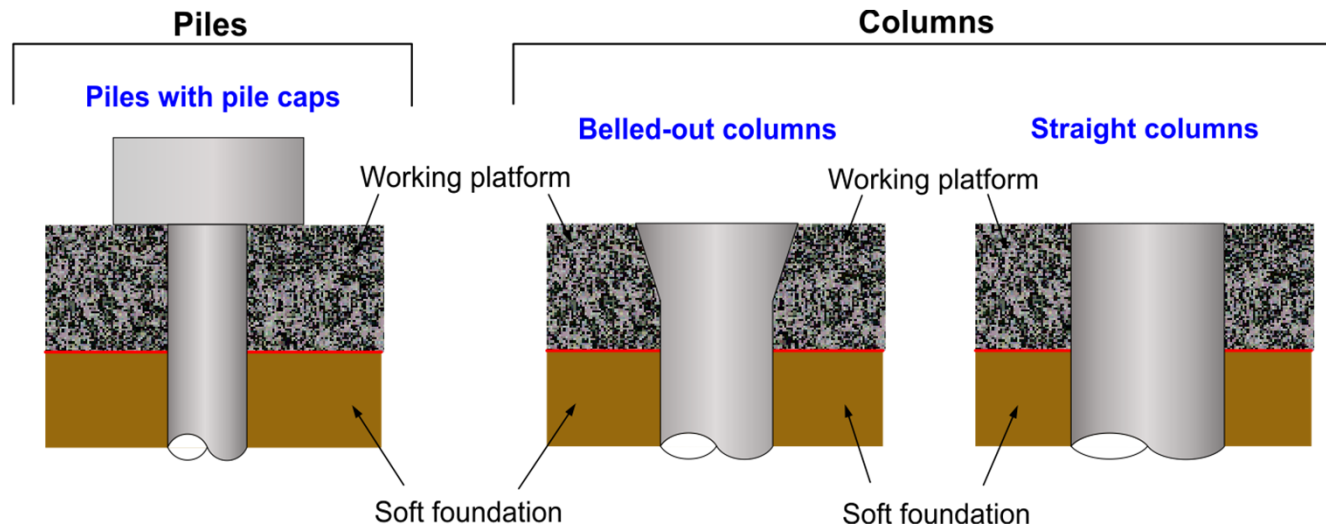 Piles
Columns
Piles with pile caps
Belled-out columns
Straight columns
Working platform
Working platform
Soft foundation
Soft foundation